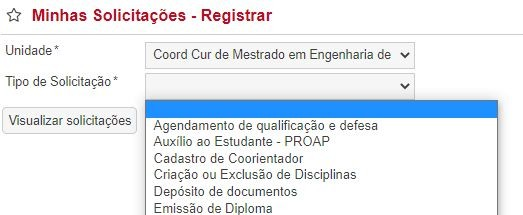 Minhas Solicitações - Registrar
Unidade* Coord Cur de Mestrado em Engenharia de
Tipo de Solicitação*
Visualizar solicitações
Agendamento de qualificação e defesa
Auxílio ao Estudante - PROAP
Cadastro de Coorientador
Criação ou Exclusão de Disciplinas
Depósito de documentos
Emissão de Diploma